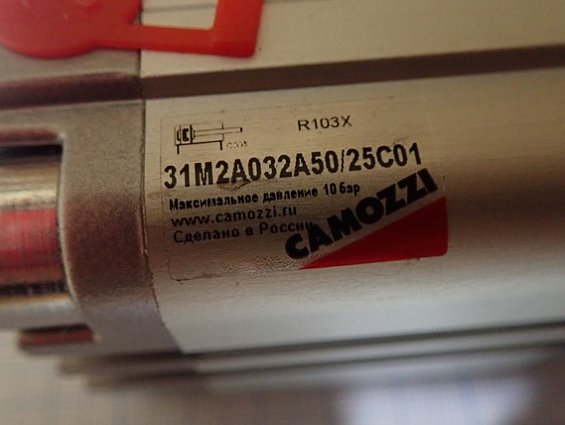 R103X
31M2A032A50/25C01
Максимальное давление 10 бар
www.camozzi.ru
Сделано в России
CAMOZZI